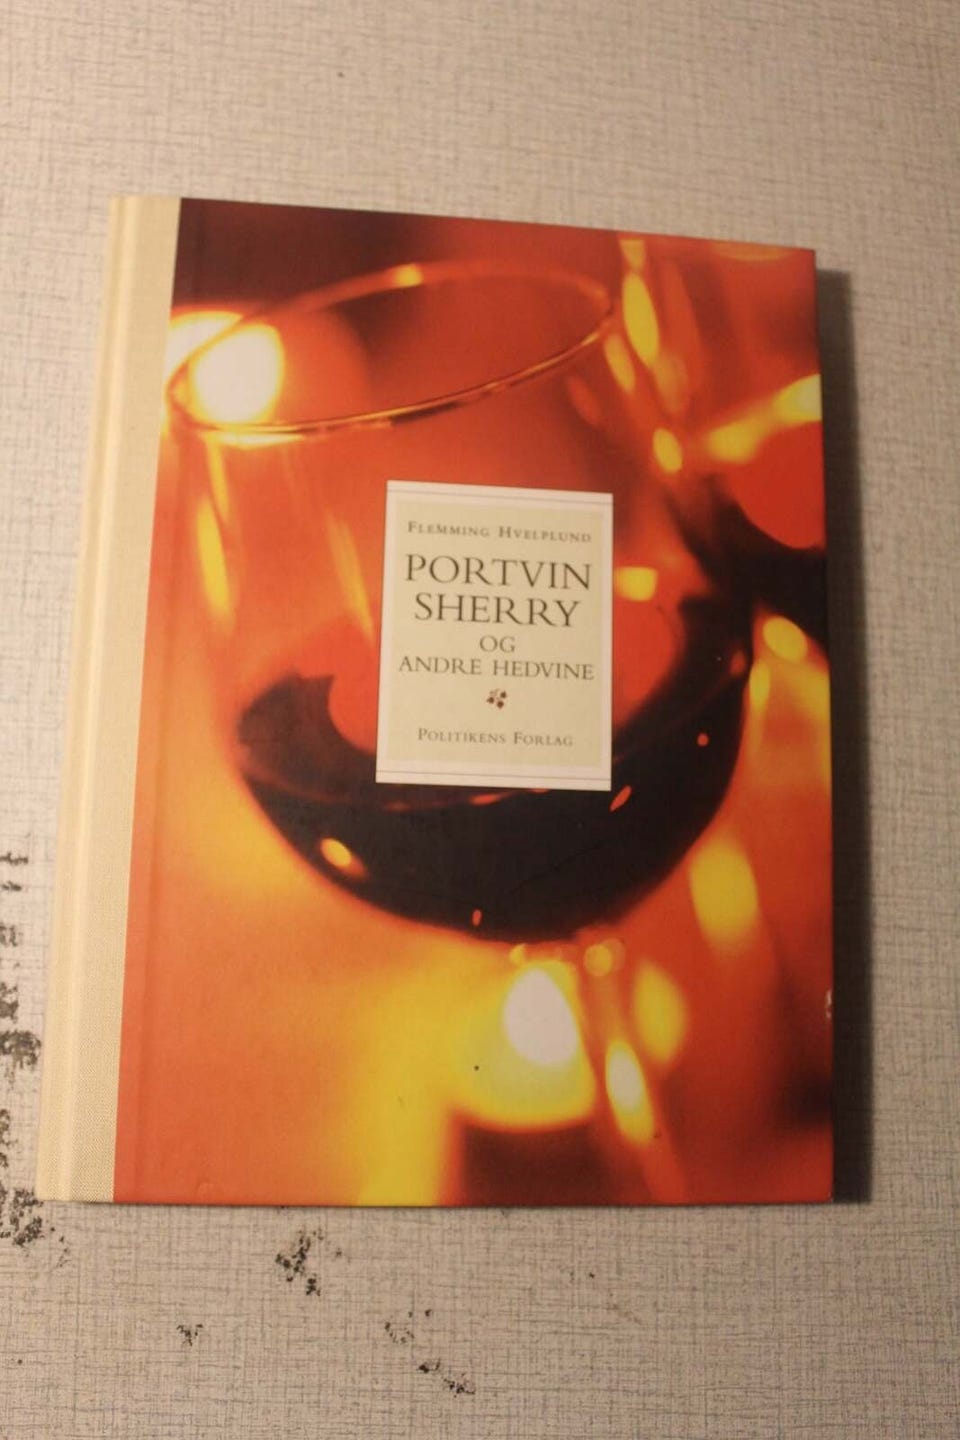 Flemming Hvelplund
PORTVIN
SHERRY
OG
ANDRE HEDVINE
Politikens Forlag